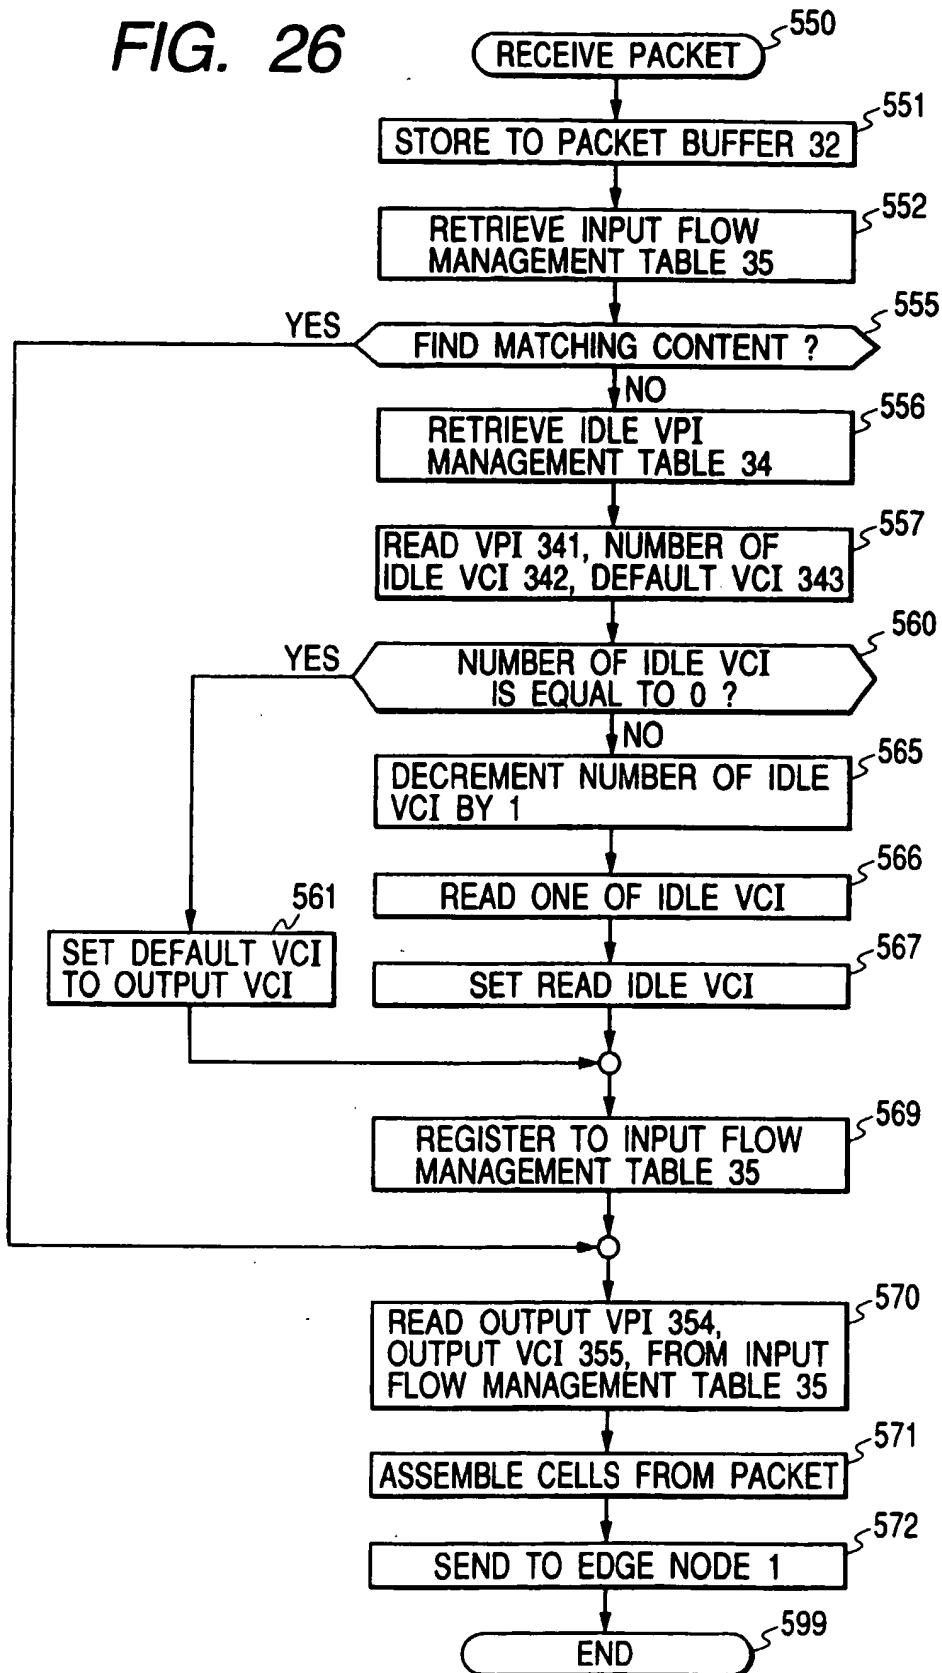 FIG. 26
550
RECEIVE PACKET
551
STORE TO PACKET BUFFER 32
552
RETRIEVE INPUT FLOW
MANAGEMENT TABLE 35
555
YES
FIND MATCHING CONTENT ?
NO
556
RETRIEVE IDLE VPI
MANAGEMENT TABLE 34
557
READ VPI 341, NUMBER OF
IDLE VCI 342, DEFAULT VCI 343
560
YES
NUMBER OF IDLE VCI
IS EQUAL TO 0 ?
NO
565
DECREMENT NUMBER OF IDLE
VCI BY 1
566
READ ONE OF IDLE VCI
561
SET DEFAULT VCI
TO OUTPUT VCI
567
SET READ IDLE VCI
569
REGISTER TO INPUT FLOW
MANAGEMENT TABLE 35
570
READ OUTPUT VPI 354,
OUTPUT VCI 355, FROM INPUT
FLOW MANAGEMENT TABLE 35
571
ASSEMBLE CELLS FROM PACKET
572
SEND TO EDGE NODE 1
599
END